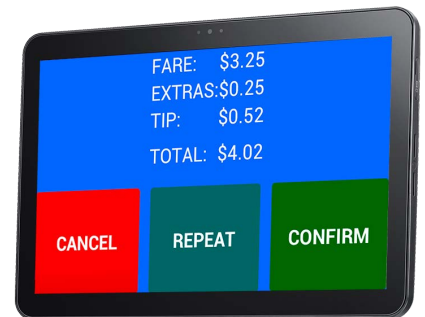 FARE: $3.25
EXTRAS:$0.25
TIP: $0.52
TOTAL: $4.02
CANCEL REPEAT CONFIRM